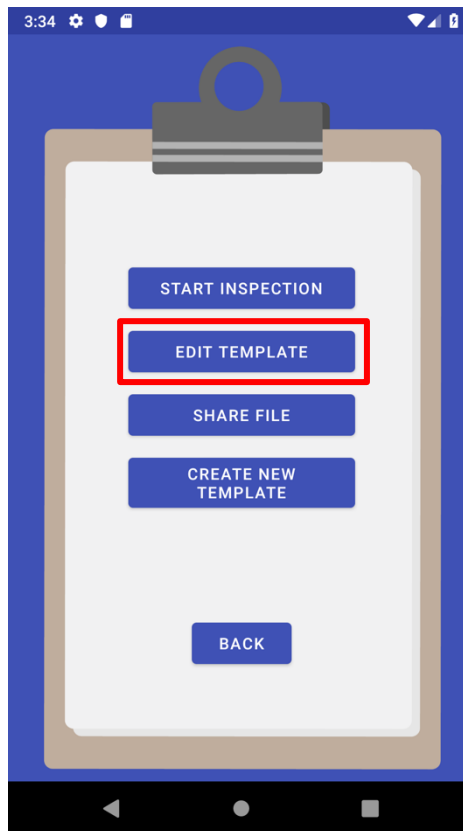 3:34
START INSPECTION
EDIT TEMPLATE
SHARE FILE
CREATE NEW
TEMPLATE
BACK